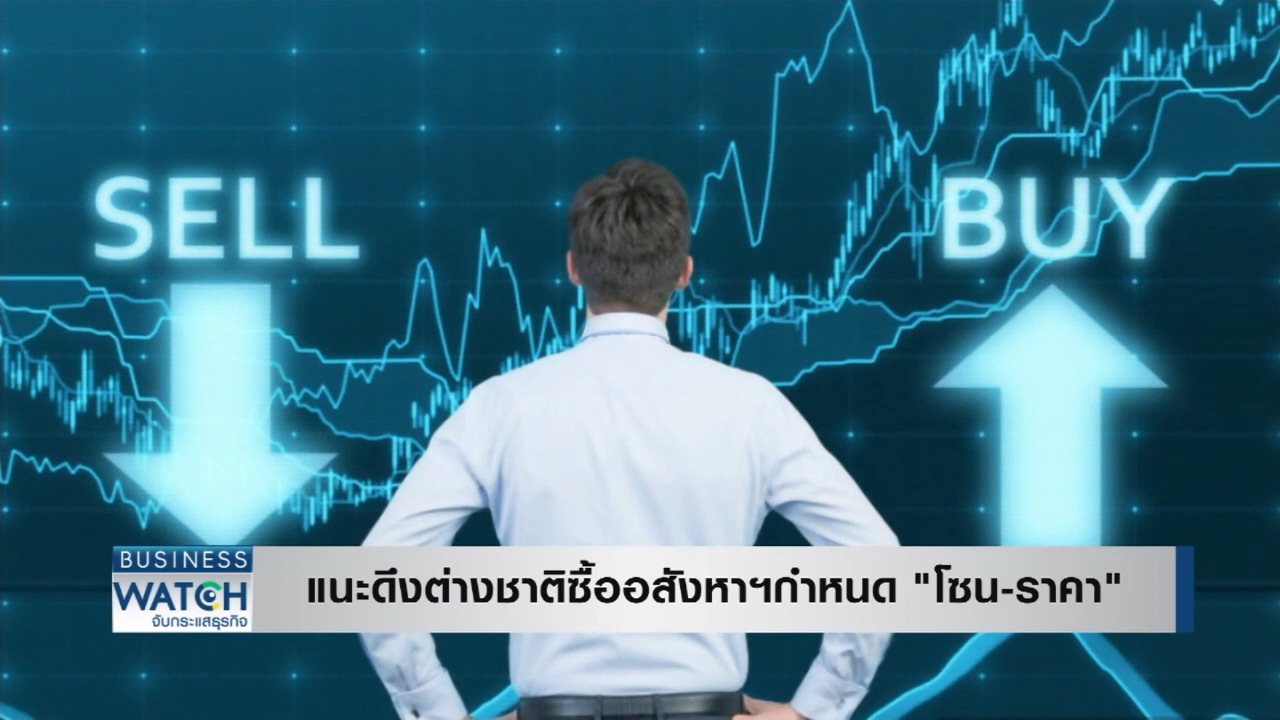 SELL
BUY
BUSINESS
WATCH
จับกระแสธุรกิจ
แนะดึงต่างชาติซื้ออสังหาฯกำหนด "โซน-ราคา"